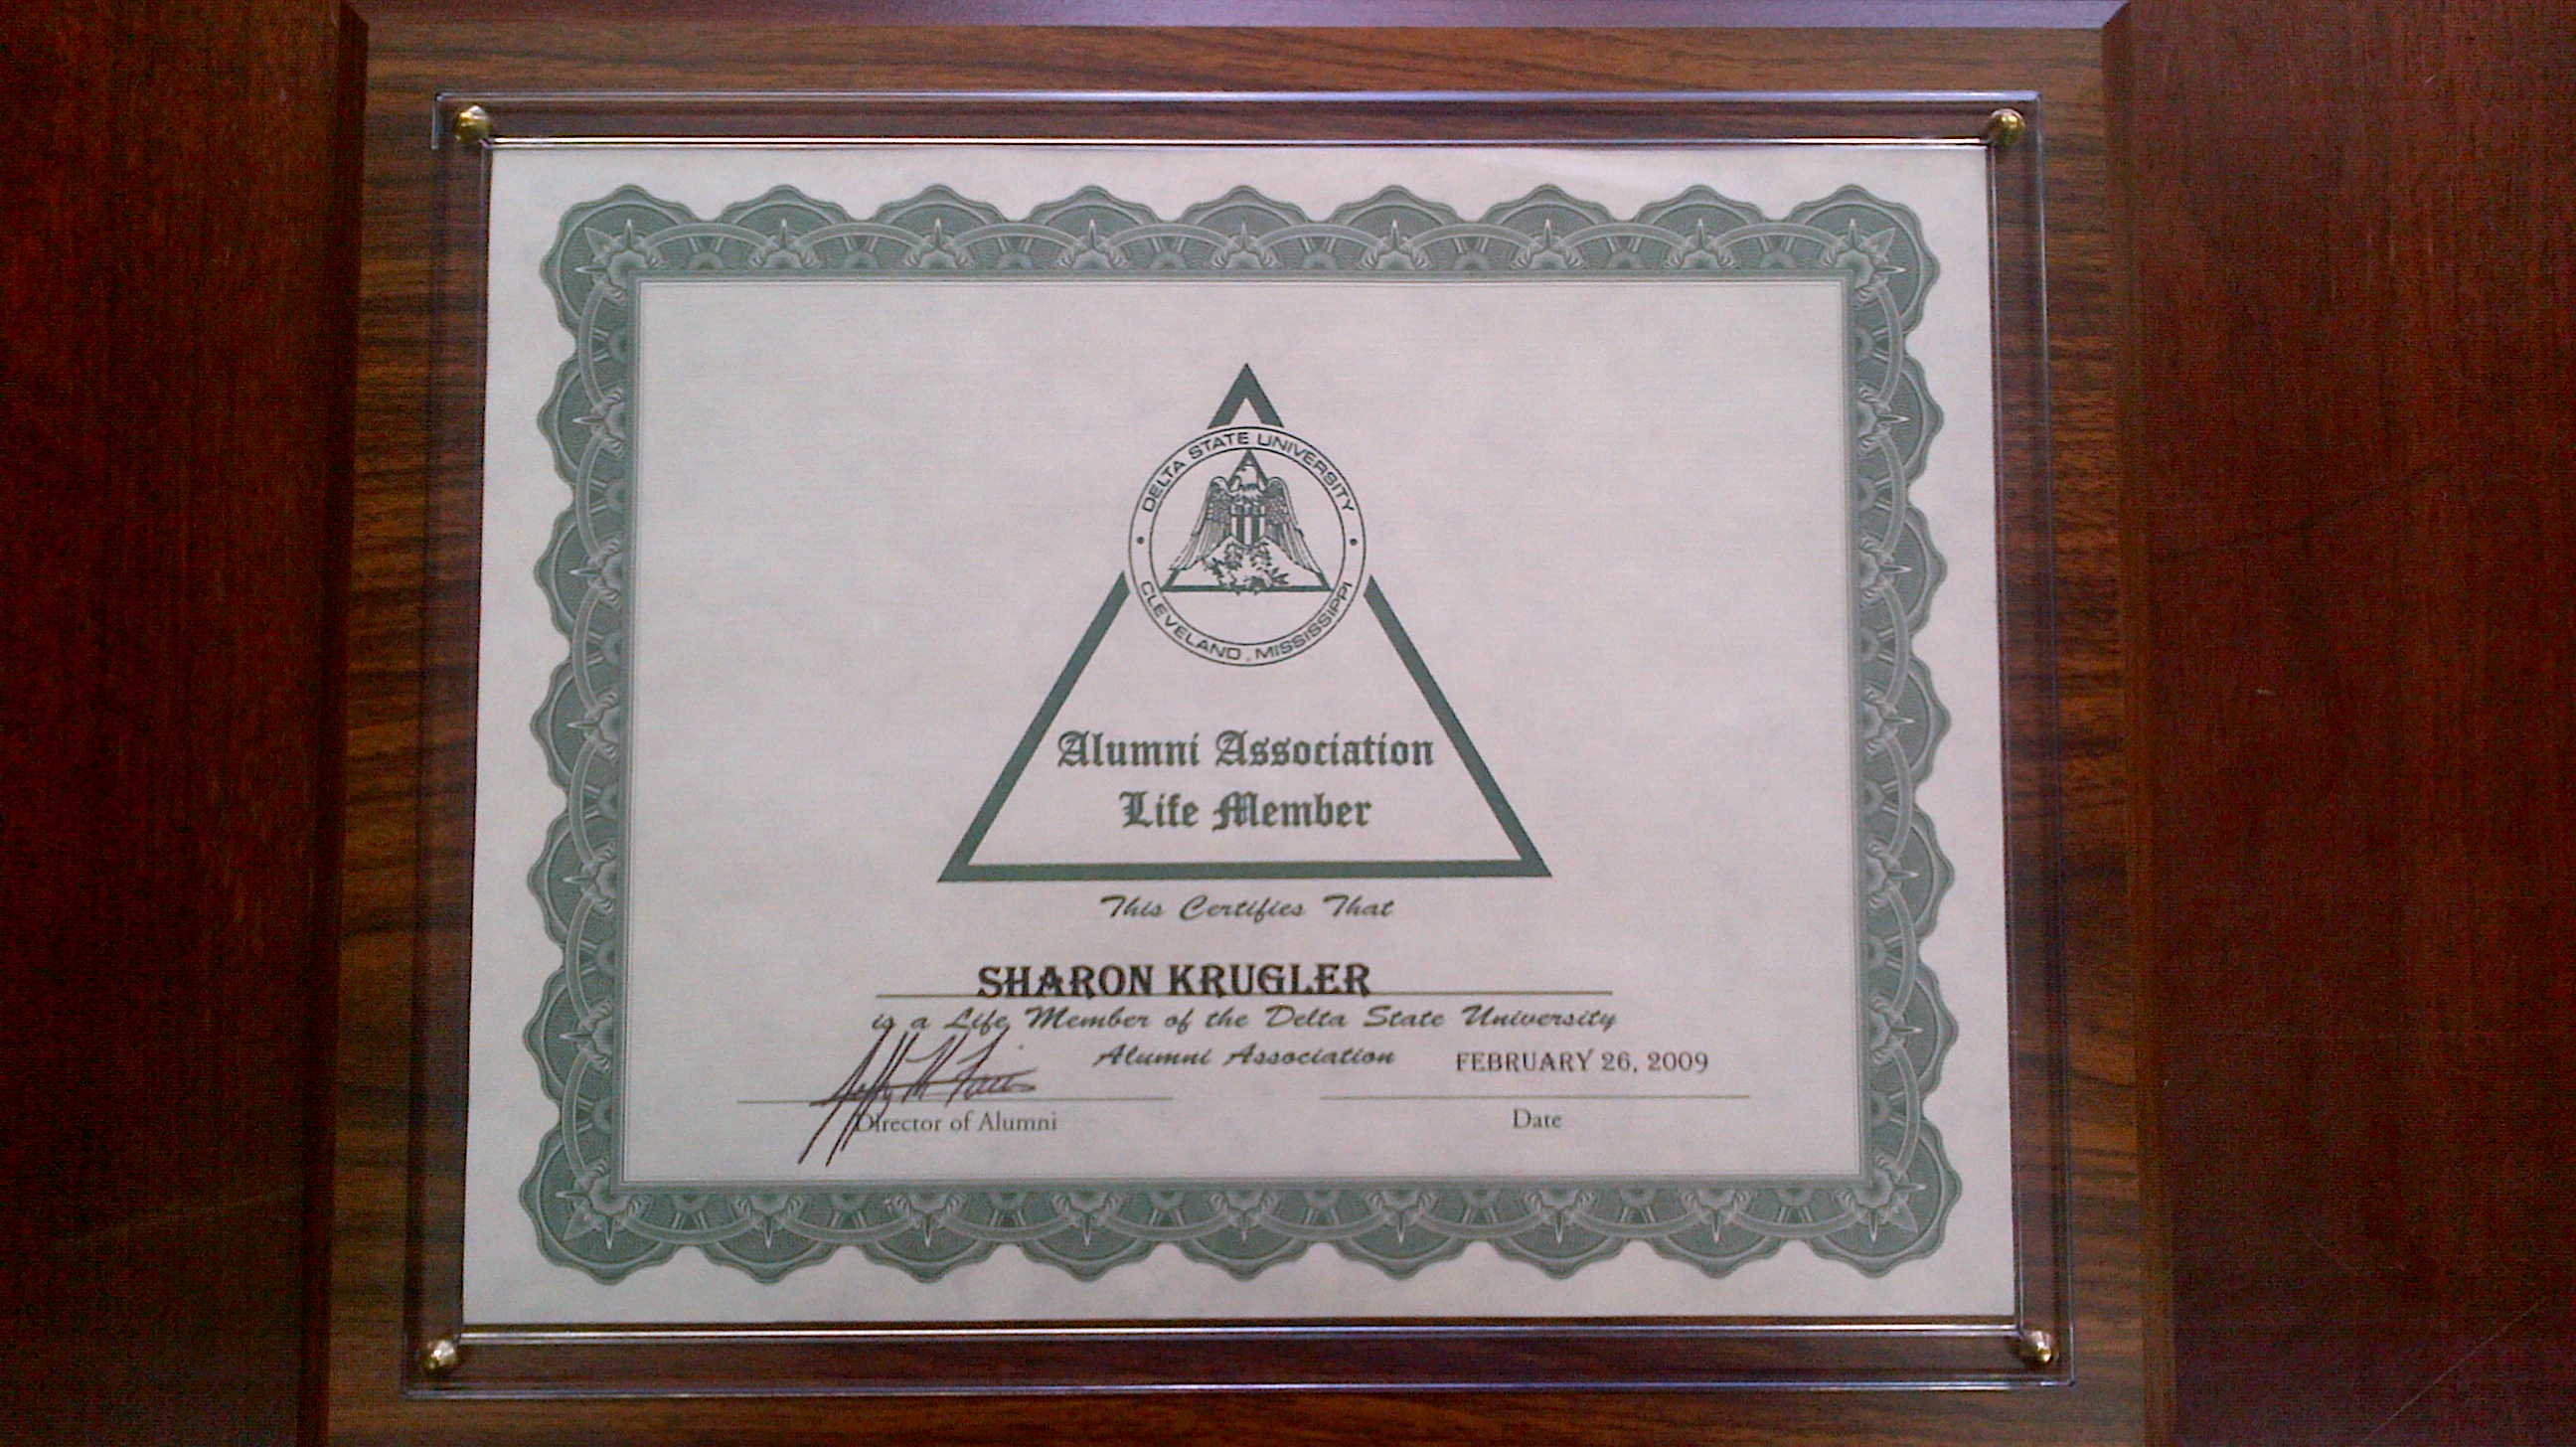 DELTA STATE UNIVERSITY
CLEVELAND, MISSISSIPPI
Alumni Association
Life Member
This Certifies That
SHARON KRUGLER
is a Life Member of the Delta State University
Alumni Association
FEBRUARY 26, 2009
Director of Alumni
Date